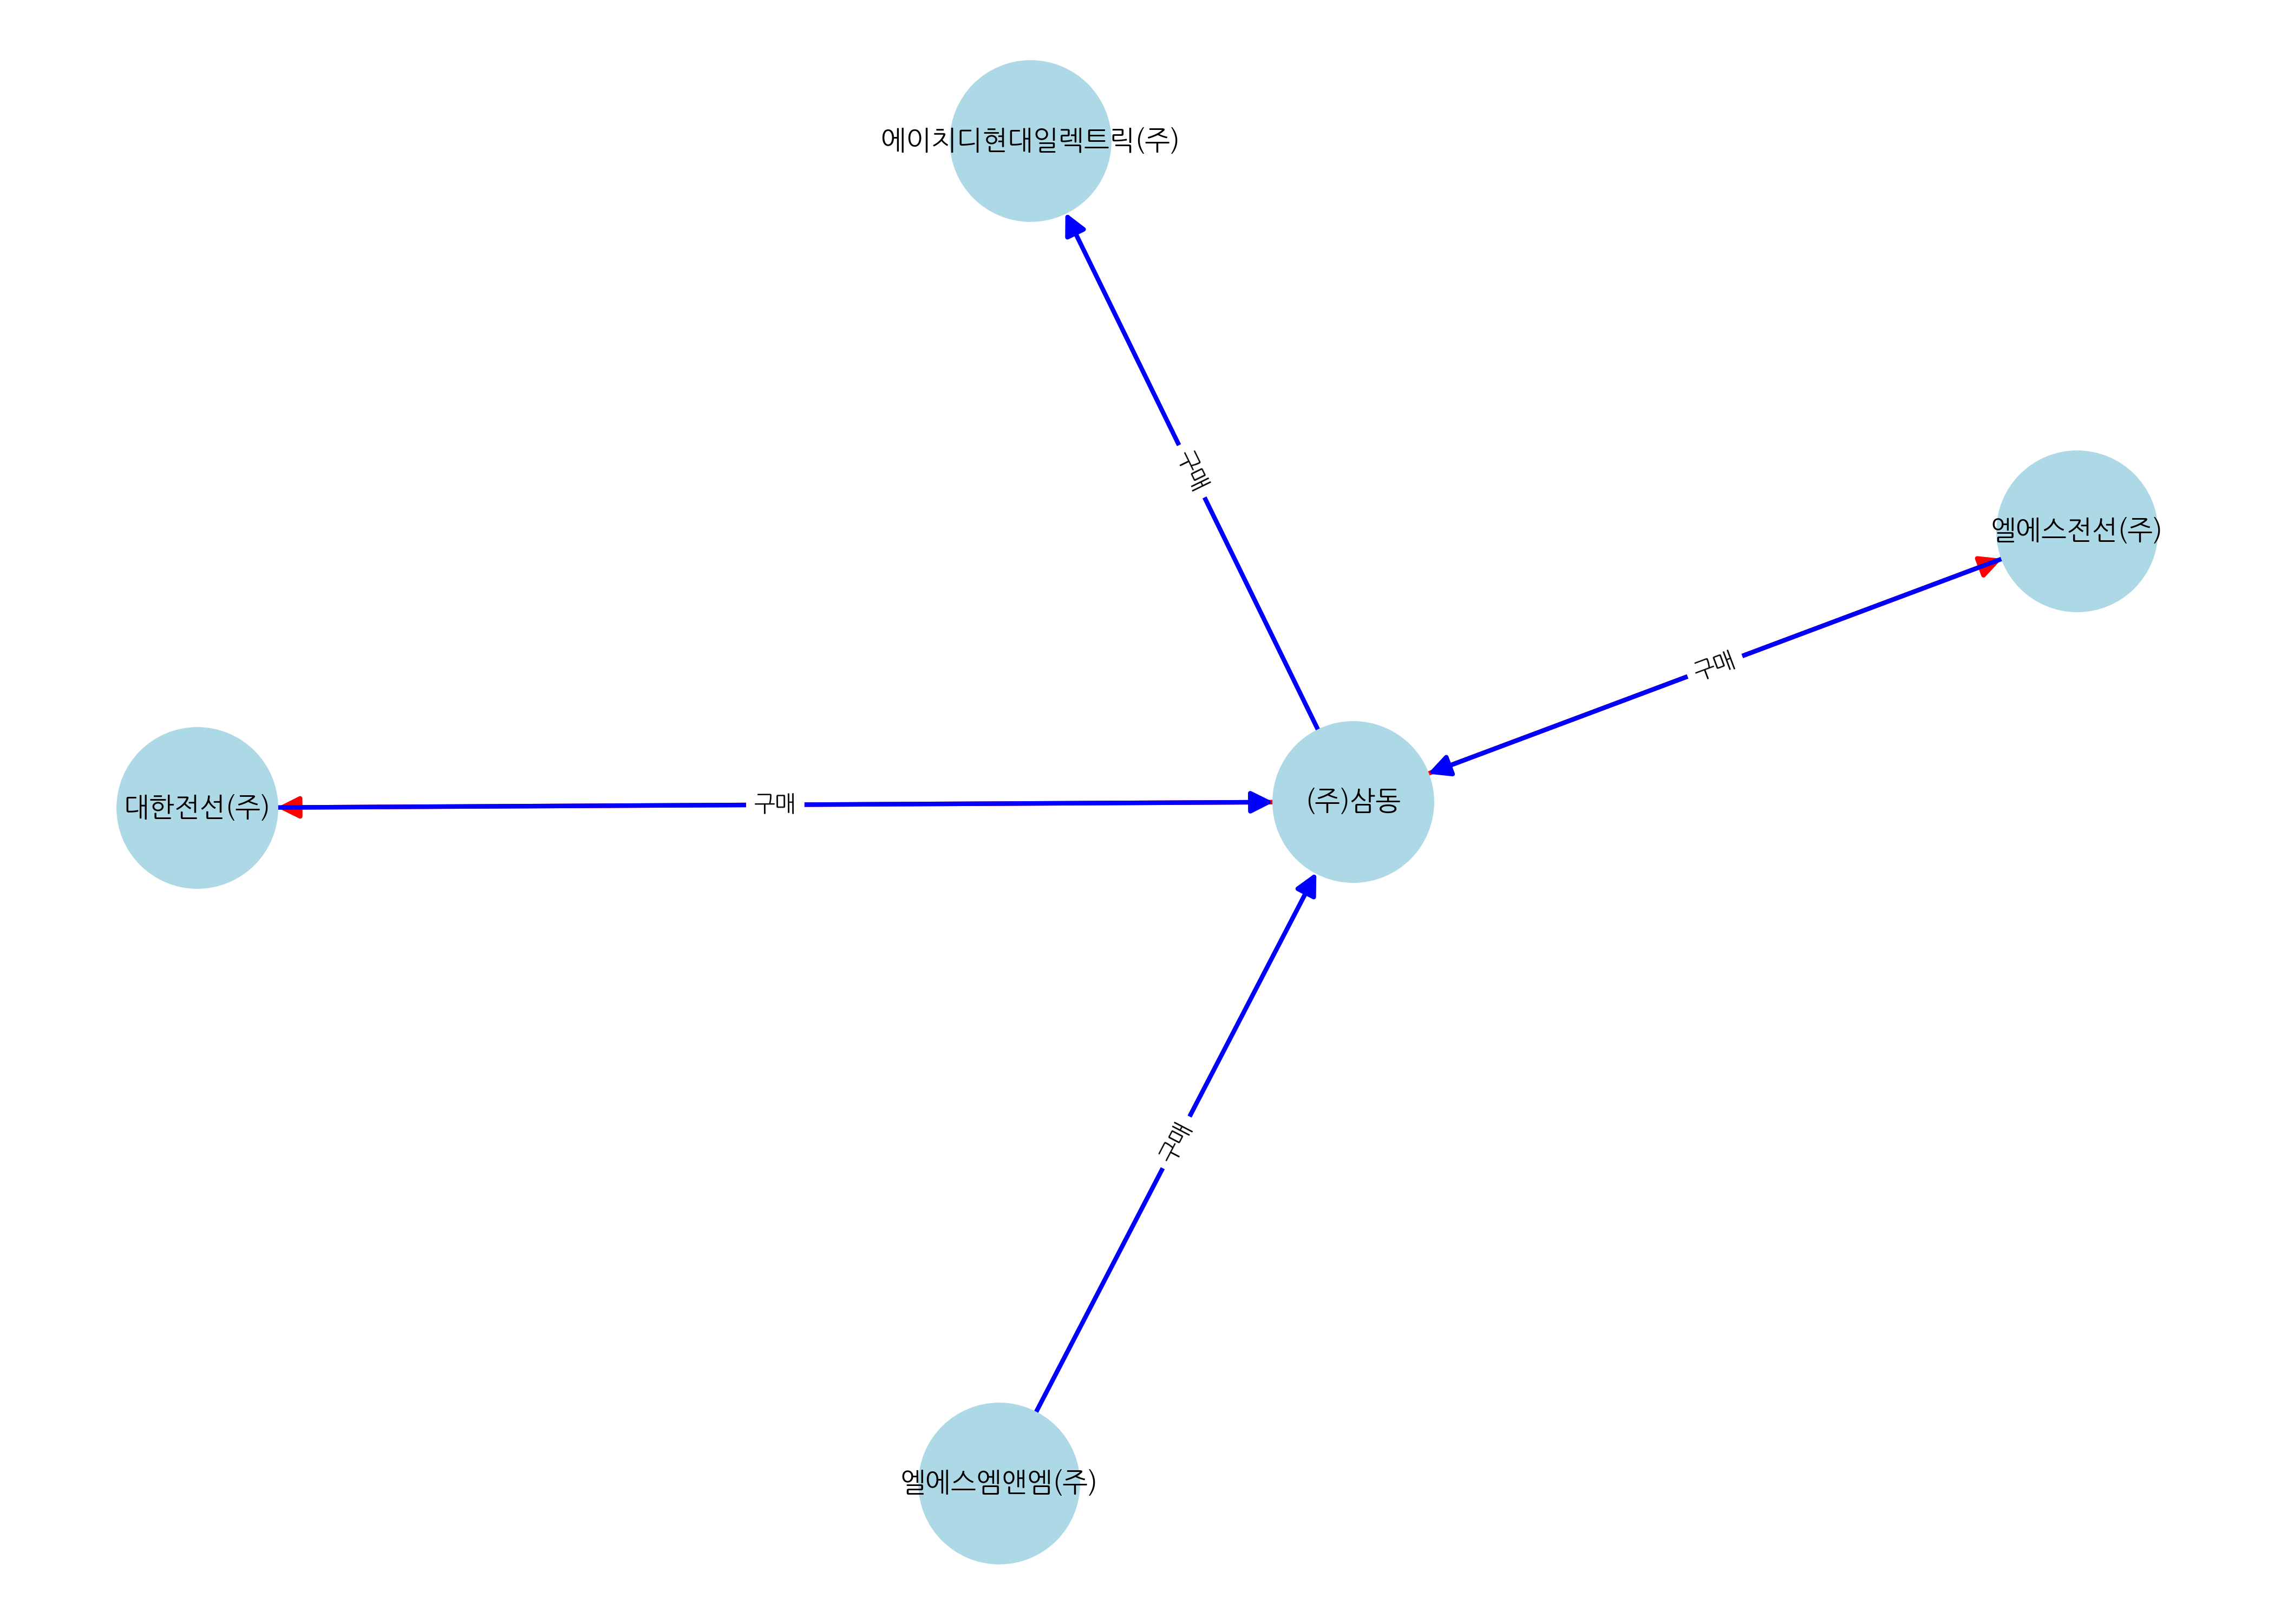 에이치디현대일렉트릭(주)
구매
엘에스전선(주)
구매
대한전선(주)
구매
(주)삼동
구매
엘에스엠앤엠(주)